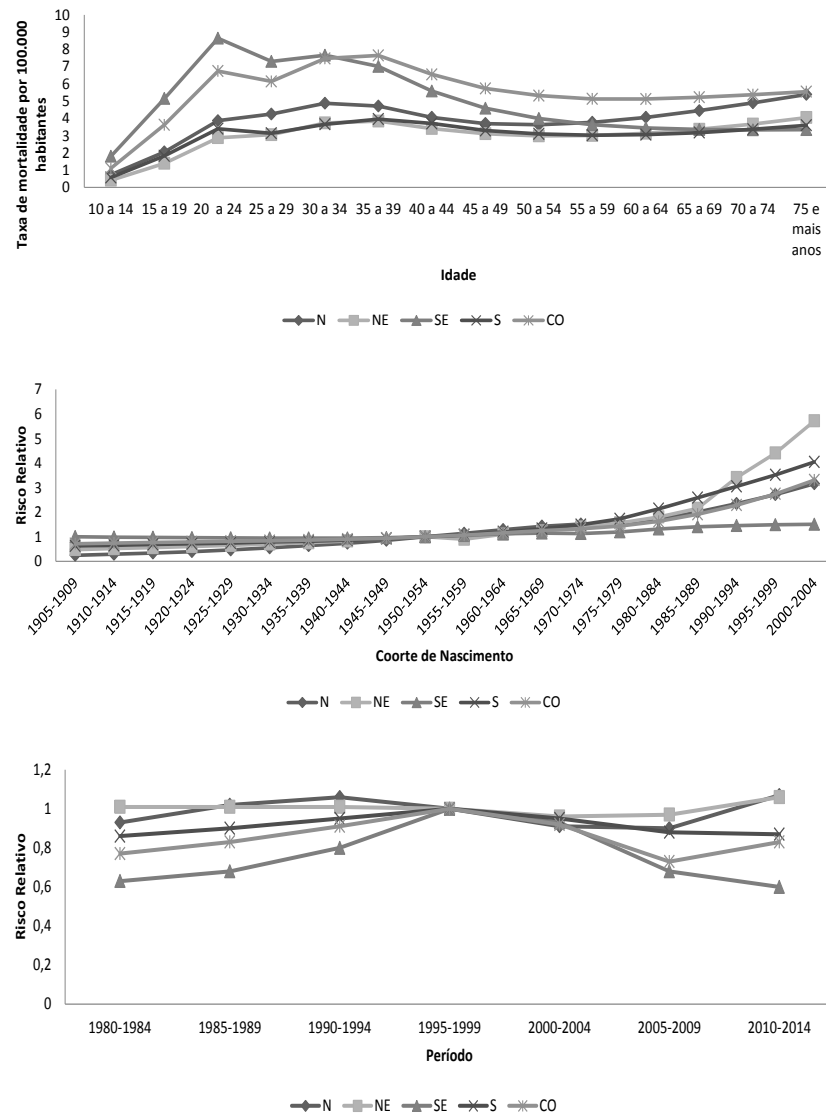 Taxa de mortalidade por 100.000
habitantes
10
9
8
7
6
5
4
3
2
1
0
10 a 14 15 a 19 20 a 24 25 a 29 30 a 34 35 a 39 40 a 44 45 a 49 50 a 54 55 a 59 60 a 64 65 a 69 70 a 74 75 e
mais
anos
Idade
N NE SE S CO
Risco Relativo
7
6
5
4
3
2
1
0
1905-1909 1910-1914 1915-1919 1920-1924 1925-1929 1930-1934 1935-1939 1940-1944 1945-1949 1950-1954 1955-1959 1960-1964 1965-1969 1970-1974 1975-1979 1980-1984 1985-1989 1990-1994 1995-1999 2000-2004
Coorte de Nascimento
N NE SE S CO
Risco Relativo
1,2
1
0,8
0,6
0,4
0,2
0
1980-1984 1985-1989 1990-1994 1995-1999 2000-2004 2005-2009 2010-2014
Período
N NE SE S CO